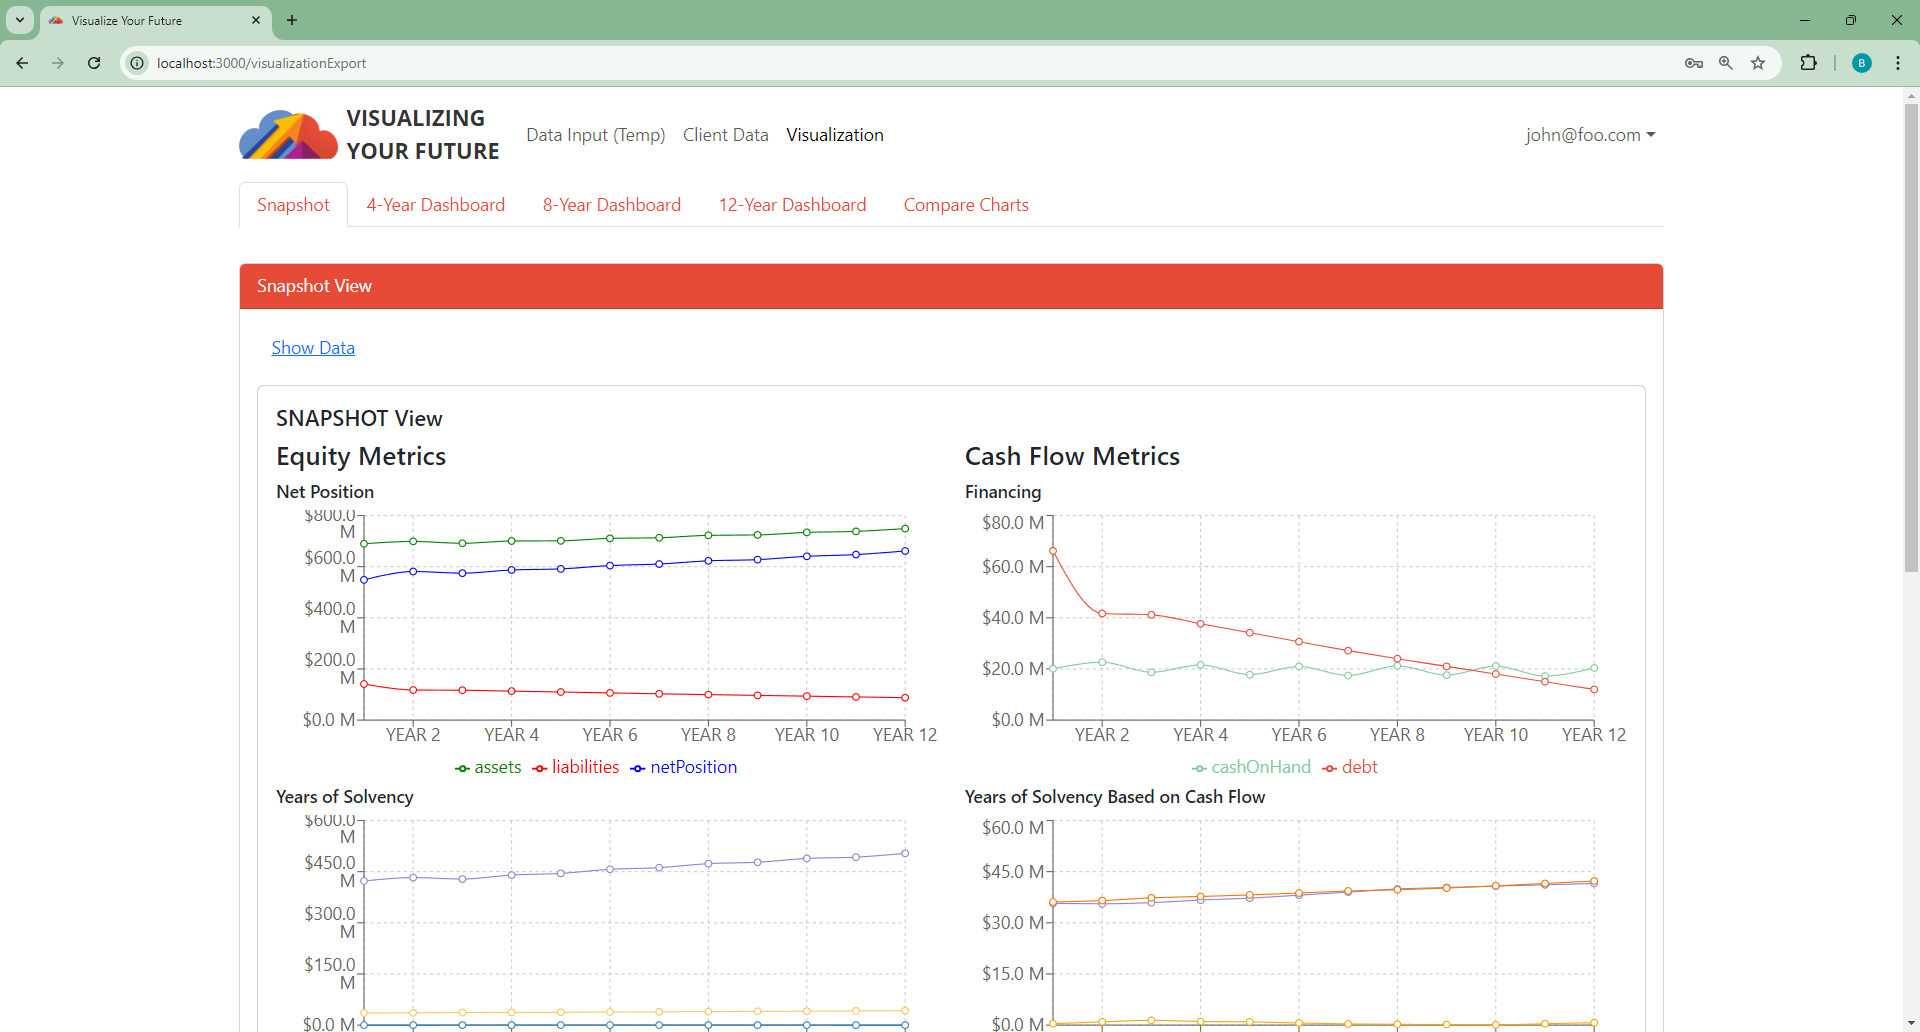 Visualize Your Future
localhost:3000/visualizationExport
B
VISUALIZING
YOUR FUTURE
Data Input (Temp) Client Data Visualization
john@foo.com
Snapshot 4-Year Dashboard 8-Year Dashboard 12-Year Dashboard Compare Charts
Snapshot View
Show Data
SNAPSHOT View
Equity Metrics
Net Position
$800.0
M
$600.0
M
$400.0
M
$200.0
M
$0.0 M
YEAR 2 YEAR 4 YEAR 6 YEAR 8 YEAR 10 YEAR 12
assets liabilities netPosition
Years of Solvency
$600.0
M
$450.0
M
$300.0
M
$150.0
M
$0.0 M
Cash Flow Metrics
Financing
$80.0 M
$60.0 M
$40.0 M
$20.0 M
$0.0 M
YEAR 2 YEAR 4 YEAR 6 YEAR 8 YEAR 10 YEAR 12
cashOnHand debt
Years of Solvency Based on Cash Flow
$60.0 M
$45.0 M
$30.0 M
$15.0 M
$0.0 M